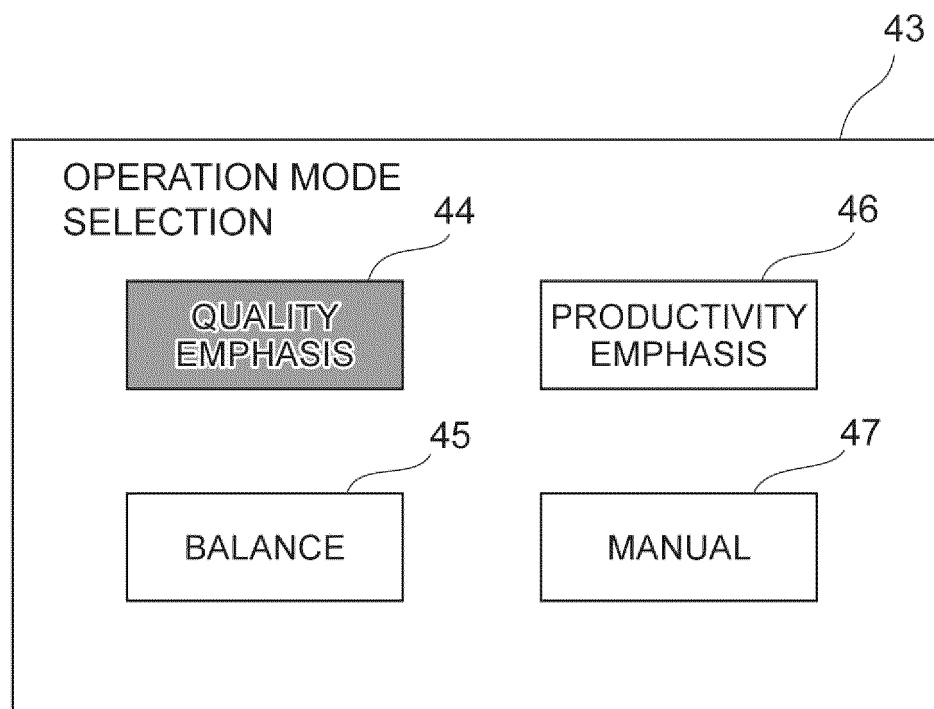 43
OPERATION MODE
SELECTION
44
46
QUALITY
EMPHASIS
PRODUCTIVITY
EMPHASIS
45
47
BALANCE
MANUAL